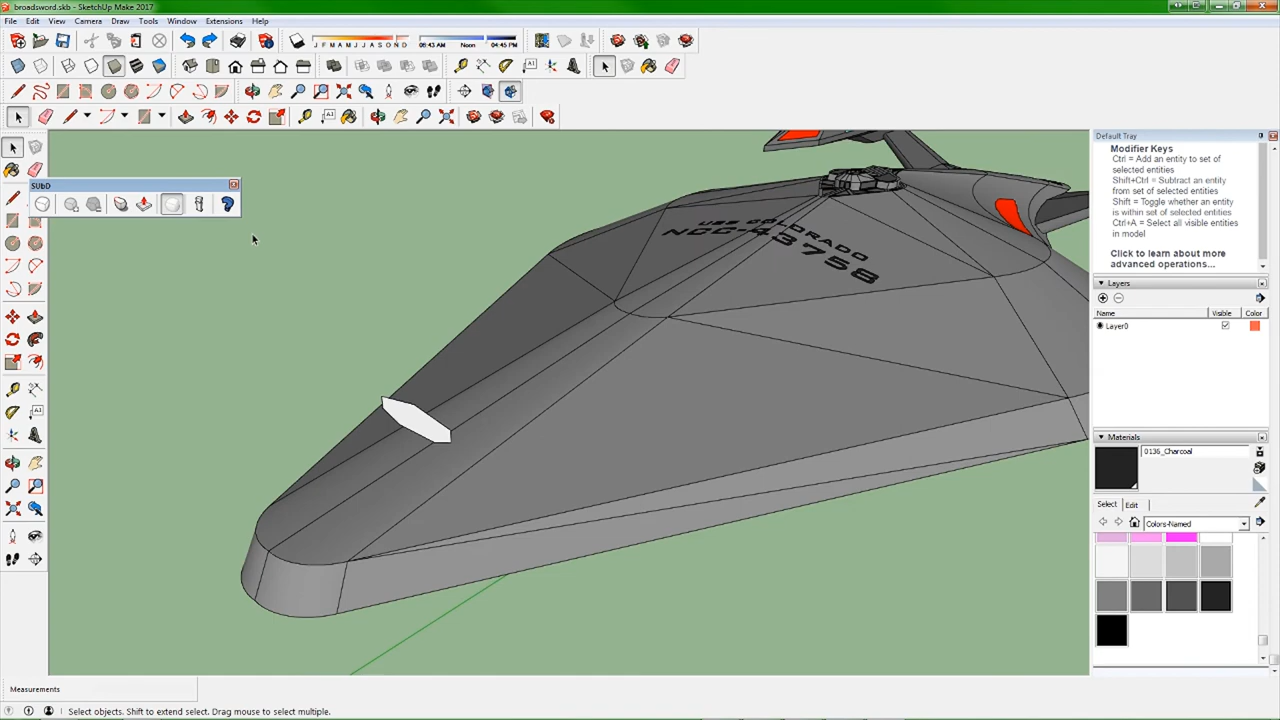 broadsword.skb - SketchUp Make 2017
File Edit View Camera Draw Tools Window Extensions Help
J F M A M J J A S O N D 06:43 AM Noon 04:45 PM
SUbD
USS COLORADO
NCC-43758
Default Tray
Modifier Keys
Ctrl = Add an entity to set of
selected entities
Shift+Ctrl = Subtract an entity
from set of selected entities
Shift = Toggle whether an entity
is within set of selected entities
Ctrl+A = Select all visible entities
in model
Click to learn about more
advanced operations...
Layers
Name Visible Color
Layer0
Materials
0136_Charcoal
Select Edit
Colors-Named
Measurements
Select objects. Shift to extend select. Drag mouse to select multiple.